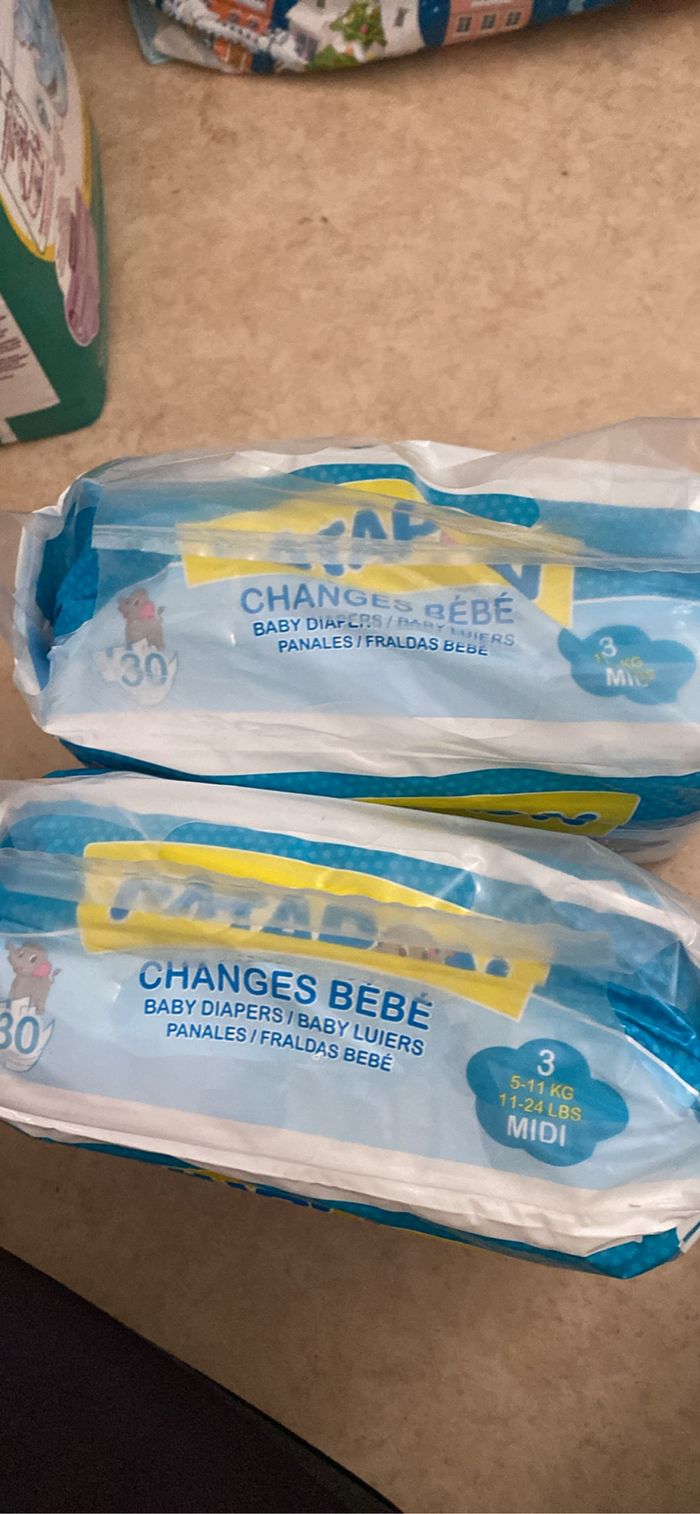 CHANGES BÉBÉ
BABY DIAPERS / BABY LUIERS
PANALES / FRALDAS BEBÉ
30
3
KG
CHANGES BÉBÉ
BABY DIAPERS / BABY LUIERS
PANALES / FRALDAS BEBÉ
30
3
5-11 KG
11-24 LBS
MIDI